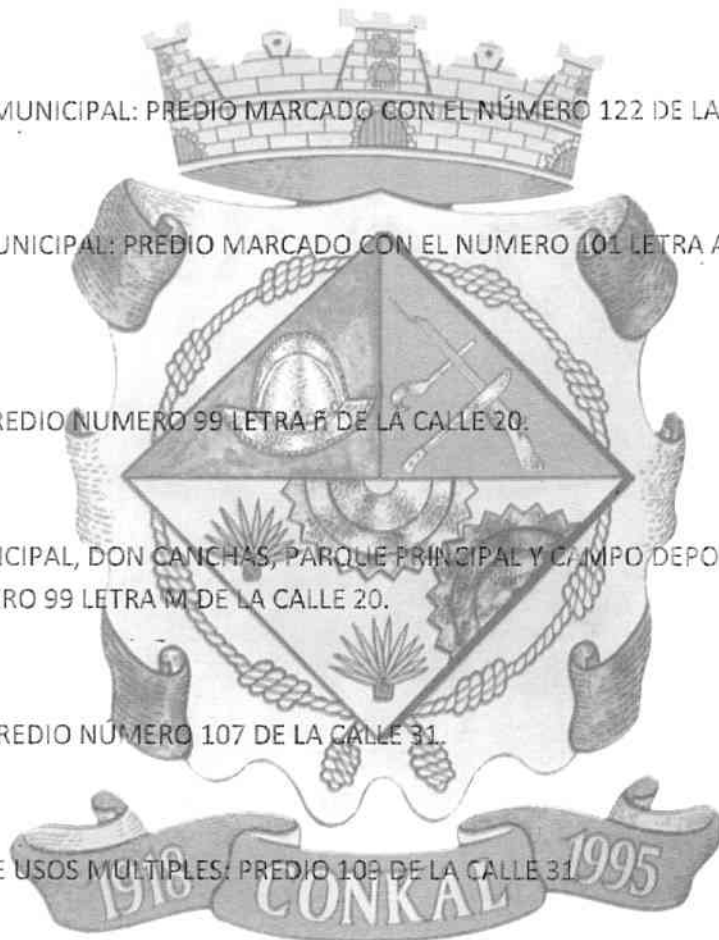 MUNICIPAL: PREDIO MARCADO CON EL NÚMERO 122 DE LA
UNICIPAL: PREDIO MARCADO CON EL NUMERO 101 LETRA A
REDIO NUMERO 99 LETRA ñ DE LA CALLE 20.
ICIPAL, DON CANCHAS, PARQUE PRINCIPAL Y CAMPO DEPO
RO 99 LETRA M DE LA CALLE 20.
REDIO NÚMERO 107 DE LA CALLE 31.
E USOS MULTIPLES: PREDIO 109 DE LA CALLE 31
1918 CONKAL 1995